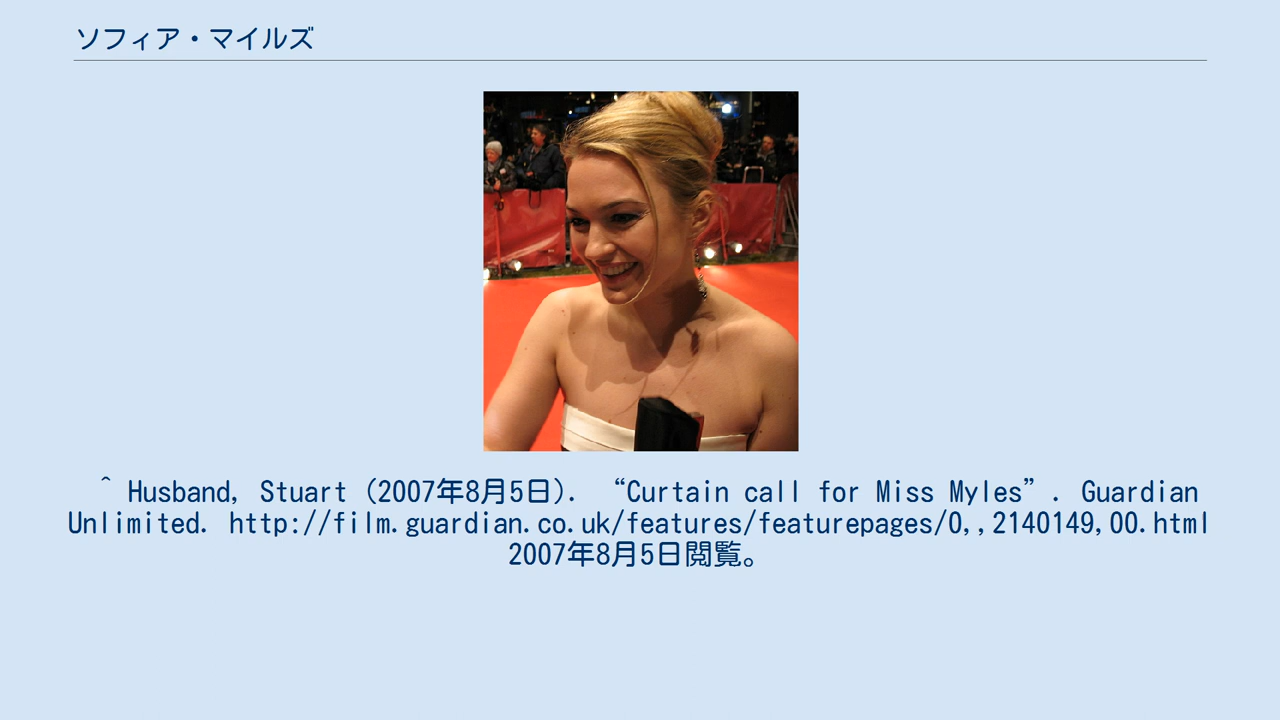 ソフィア・マイルズ
^ Husband, Stuart (2007年8月5日). “Curtain call for Miss Myles”. Guardian
Unlimited. http://film.guardian.co.uk/features/featurepages/0,,2140149,00.html
2007年8月5日閲覧。